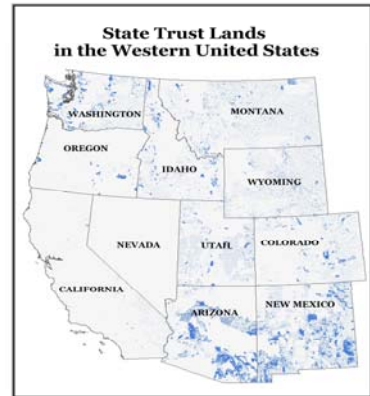 State Trust Lands
in the Western United States
WASHINGTON
MONTANA
OREGON
IDAHO
WYOMING
NEVADA
UTAH
COLORADO
CALIFORNIA
ARIZONA
NEW MEXICO